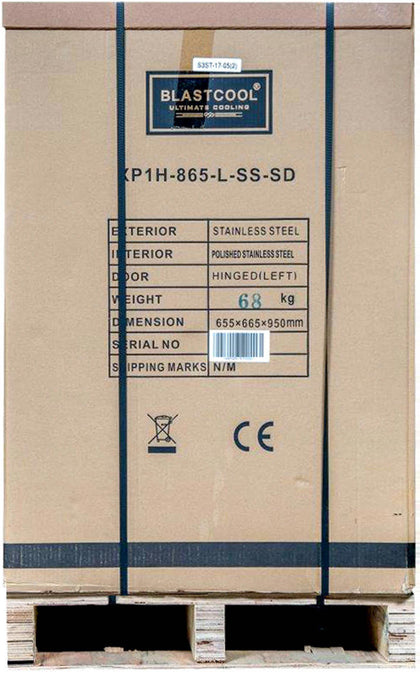 S3ST-17-05(2)
BLASTCOOL®
ULTIMATE COOLING
XP1H-865-L-SS-SD
EXTERIOR STAINLESS STEEL
INTERIOR POLISHED STAINLESS STEEL
DOOR HINGED(LEFT)
WEIGHT 68 kg
DIMENSION 655×665×950mm
SERIAL NO
SHIPPING MARKS N/M
CE